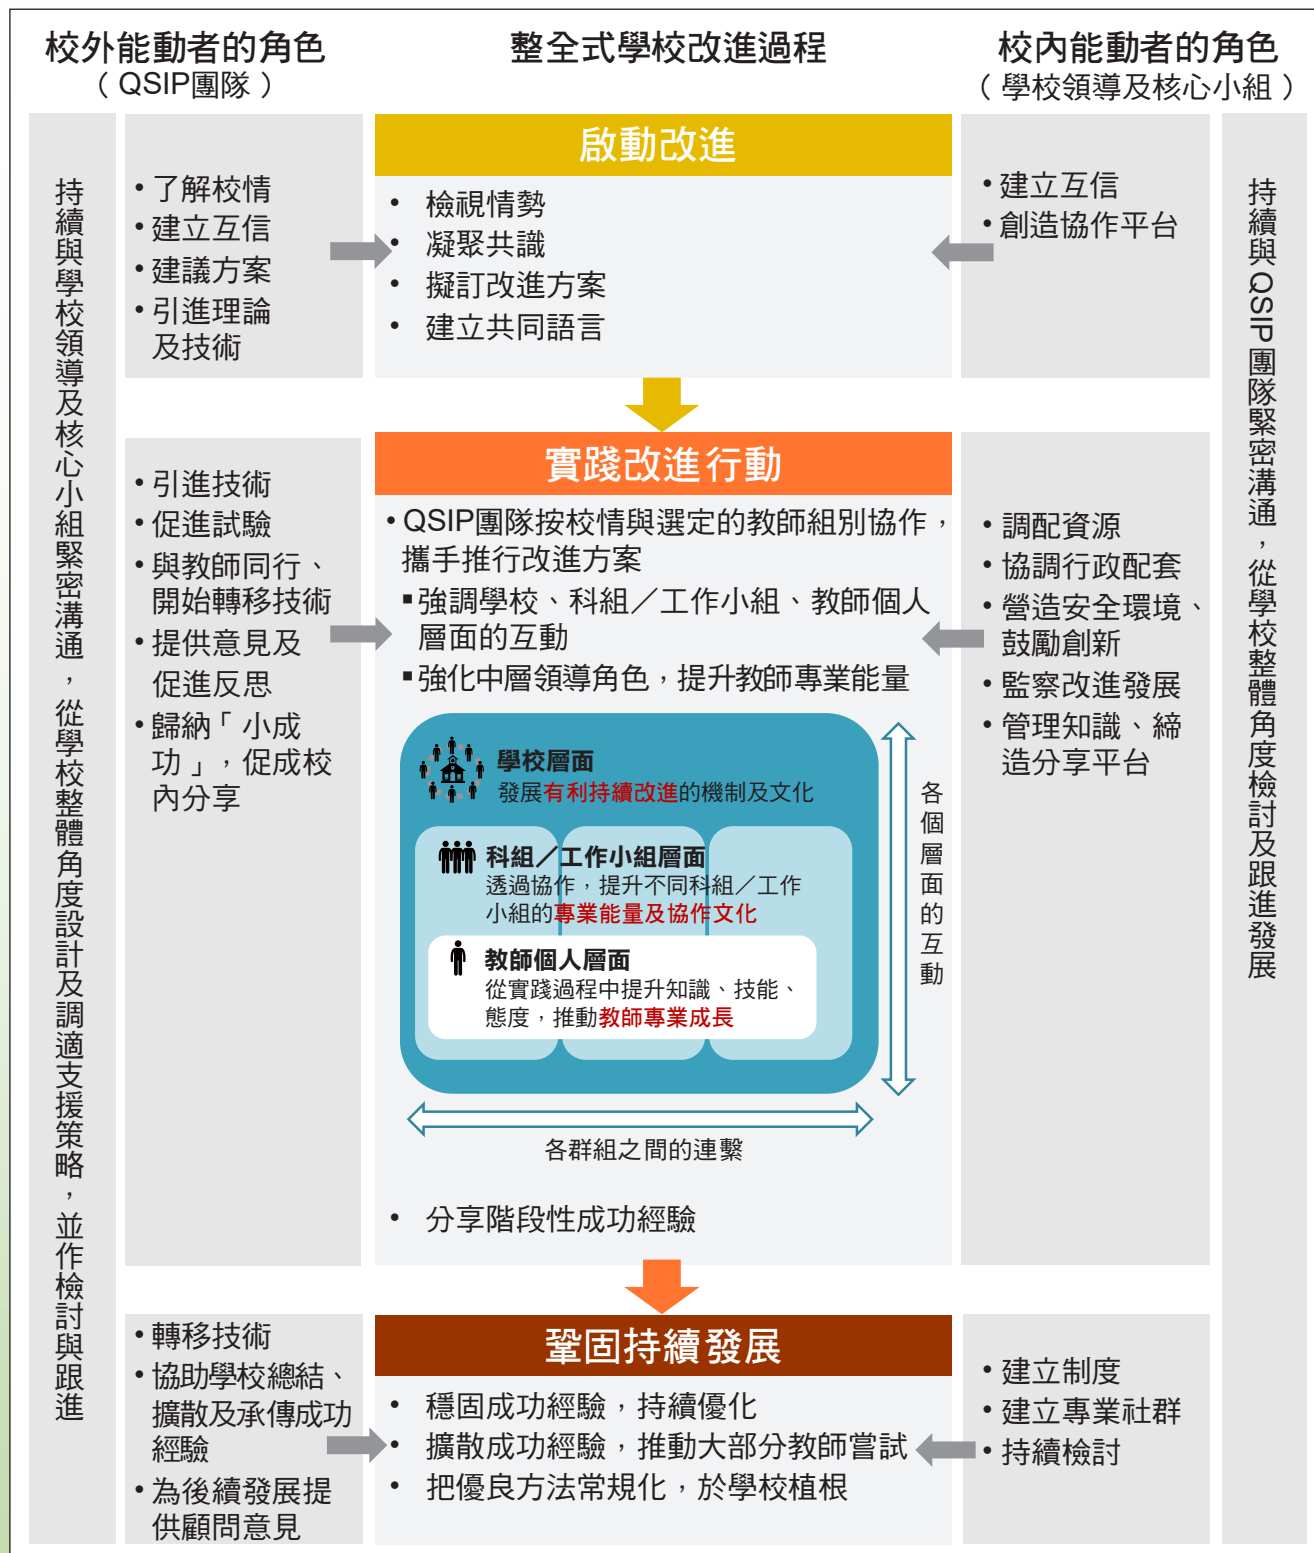 校外能動者的角色
（QSIP團隊）
整全式學校改進過程
校內能動者的角色
（學校領導及核心小組）
持續與學校領導及核心小組緊密溝通，從學校整體角度設計及調適支援策略，並作檢討與跟進
•了解校情
•建立互信
•建議方案
•引進理論
及技術
啟動改進
• 檢視情勢
• 凝聚共識
• 擬訂改進方案
• 建立共同語言
•建立互信
•創造協作平台
持續與QSIP團隊緊密溝通，從學校整體角度檢討及跟進發展
•引進技術
•促進試驗
•與教師同行、
開始轉移技術
•提供意見及
促進反思
•歸納「小成
功」，促成校
內分享
實踐改進行動
•QSIP團隊按校情與選定的教師組別協作，
攜手推行改進方案
▪強調學校、科組／工作小組、教師個人
層面的互動
▪強化中層領導角色，提升教師專業能量
學校層面
發展有利持續改進的機制及文化
科組／工作小組層面
透過協作，提升不同科組／工作
小組的專業能量及協作文化
教師個人層面
從實踐過程中提升知識、技能、
態度，推動教師專業成長
各個層面的互動
各群組之間的連繫
• 分享階段性成功經驗
•調配資源
•協調行政配套
•營造安全環境、
鼓勵創新
•監察改進發展
•管理知識、締
造分享平台
•轉移技術
•協助學校總結、
擴散及承傳成功
經驗
•為後續發展提
供顧問意見
鞏固持續發展
• 穩固成功經驗，持續優化
• 擴散成功經驗，推動大部分教師嘗試
• 把優良方法常規化，於學校植根
•建立制度
•建立專業社群
•持續檢討